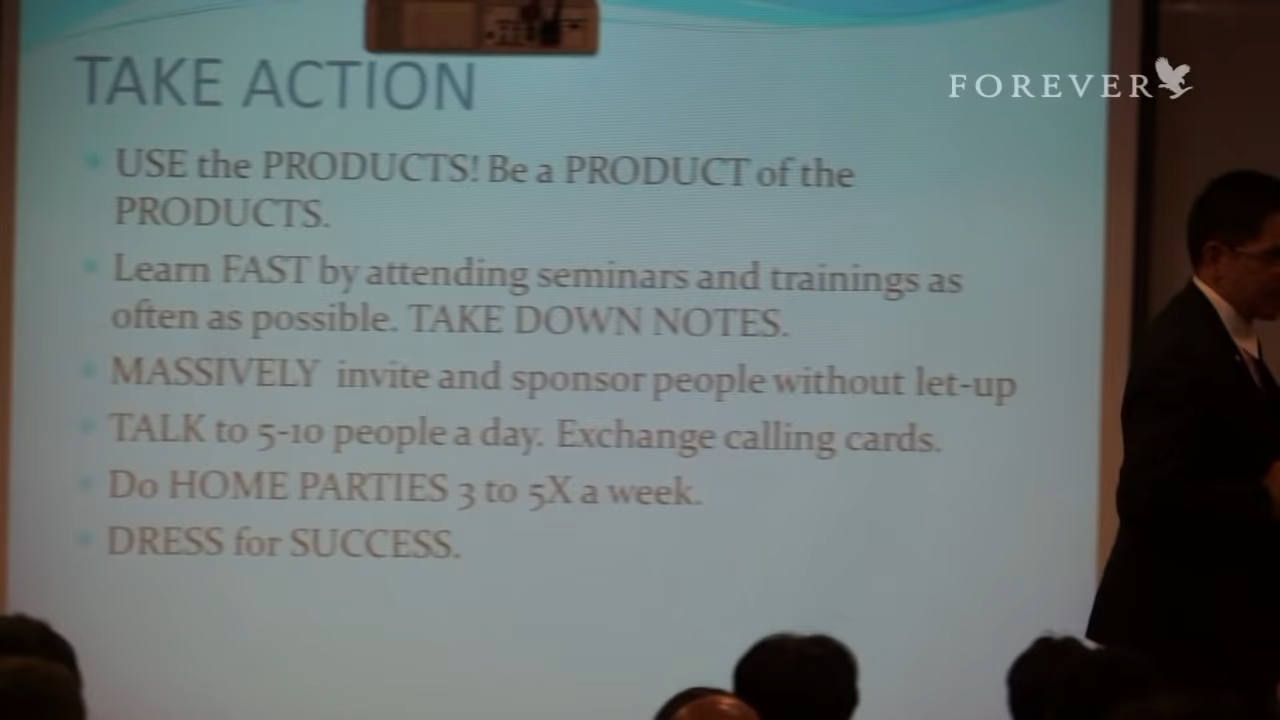 TAKE ACTION
FOREVER
USE the PRODUCTS! Be a PRODUCT of the
PRODUCTS.
Learn FAST by attending seminars and trainings as
often as possible. TAKE DOWN NOTES.
MASSIVELY invite and sponsor people without let-up
TALK to 5-10 people a day. Exchange calling cards.
Do HOME PARTIES 3 to 5X a week.
DRESS for SUCCESS.